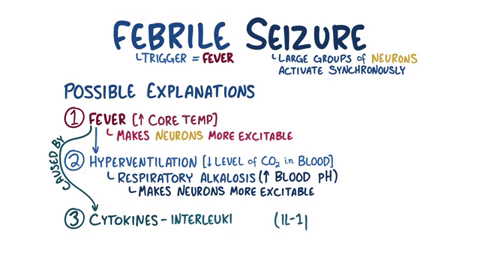 FEBRILE SEIZURE
↳TRIGGER = FEVER
↳LARGE GROUPS OF NEURONS
ACTIVATE SYNCHRONOUSLY
POSSIBLE EXPLANATIONS
① FEVER [↑ CORE TEMP]
↳MAKES NEURONS MORE EXCITABLE
CAUSED BY
② HYPERVENTILATION [↓ LEVEL OF CO2 IN BLOOD]
↳RESPIRATORY ALKALOSIS (↑ BLOOD PH)
↳MAKES NEURONS MORE EXCITABLE
③ CYTOKINES - INTERLEUKI (IL-1